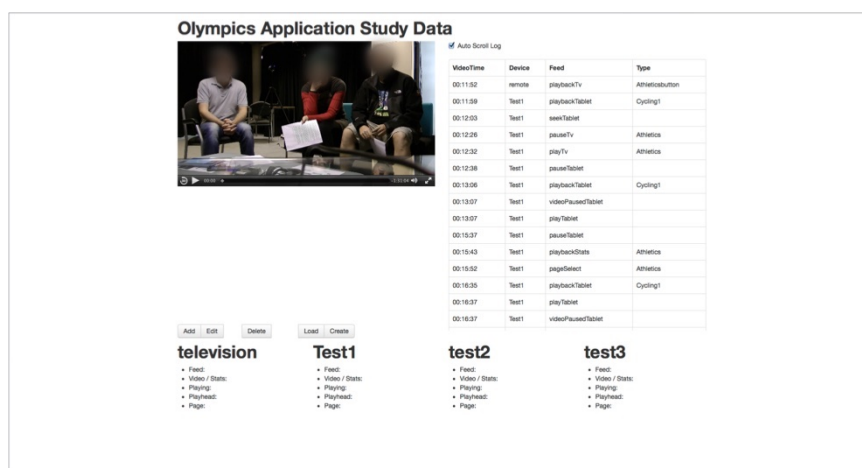 Olympics Application Study Data
Auto Scroll Log
VideoTime Device Feed Type
00:11:52 remote playbackTv Athleticsbutton
00:11:59 Test1 playbackTablet Cycling1
00:12:03 Test1 seekTablet
00:12:26 Test1 pauseTv Athletics
00:12:32 Test1 playTv Athletics
00:12:38 Test1 pauseTablet
00:13:06 Test1 playbackTablet Cycling1
00:13:07 Test1 videoPausedTablet
00:13:07 Test1 playTablet
00:15:37 Test1 pauseTablet
00:15:43 Test1 playbackStats Athletics
00:15:52 Test1 pageSelect Athletics
00:16:35 Test1 playbackTablet Cycling1
00:16:37 Test1 playTablet
00:16:37 Test1 videoPausedTablet
Add Edit Delete Load Create
television Test1 test2 test3
• Feed: • Feed: • Feed: • Feed:
• Video / Stats: • Video / Stats: • Video / Stats: • Video / Stats:
• Playing: • Playing: • Playing: • Playing:
• Playhead: • Playhead: • Playhead: • Playhead:
• Page: • Page: • Page: • Page: